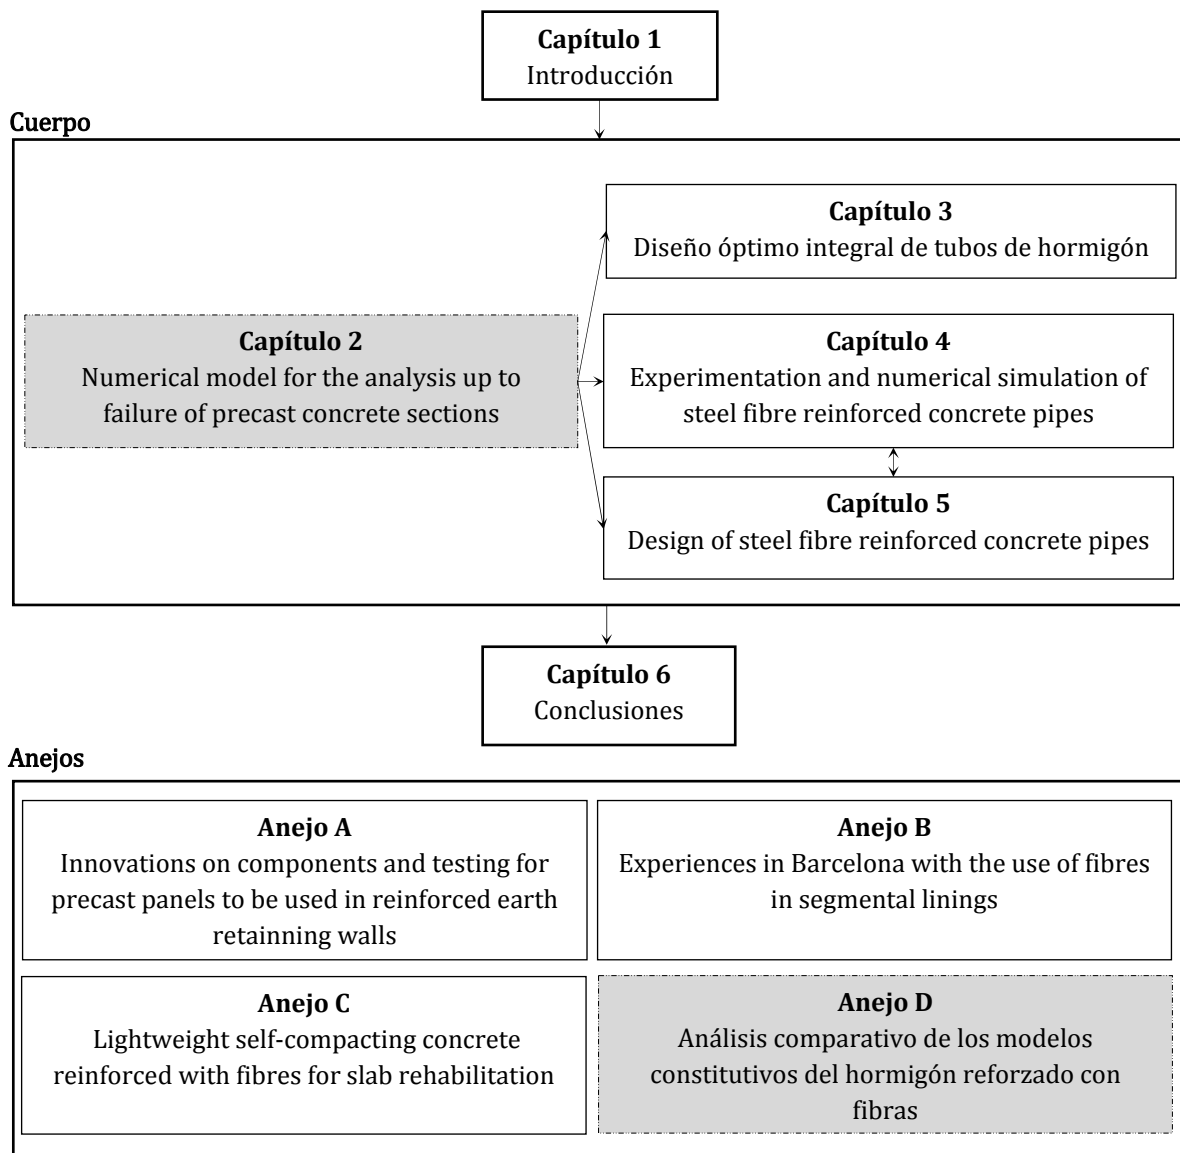 Capítulo 1
Introducción
Cuerpo
Capítulo 3
Diseño óptimo integral de tubos de hormigón
Capítulo 2
Numerical model for the analysis up to
failure of precast concrete sections
Capítulo 4
Experimentation and numerical simulation of
steel fibre reinforced concrete pipes
Capítulo 5
Design of steel fibre reinforced concrete pipes
Capítulo 6
Conclusiones
Anejos
Anejo A
Innovations on components and testing for
precast panels to be used in reinforced earth
retainning walls
Anejo B
Experiences in Barcelona with the use of fibres
in segmental linings
Anejo C
Lightweight self-compacting concrete
reinforced with fibres for slab rehabilitation
Anejo D
Análisis comparativo de los modelos
constitutivos del hormigón reforzado con
fibras